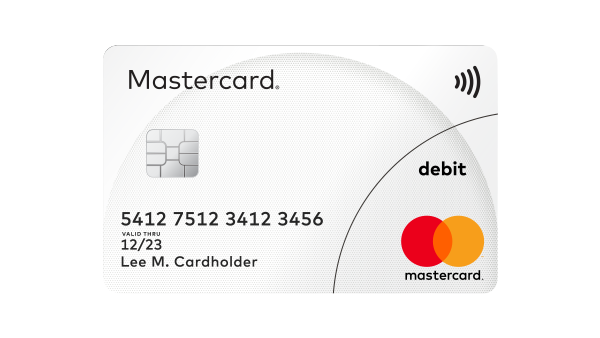 Mastercard®
debit
5412 7512 3412 3456
VALID THRU
12/23
Lee M. Cardholder
mastercard.